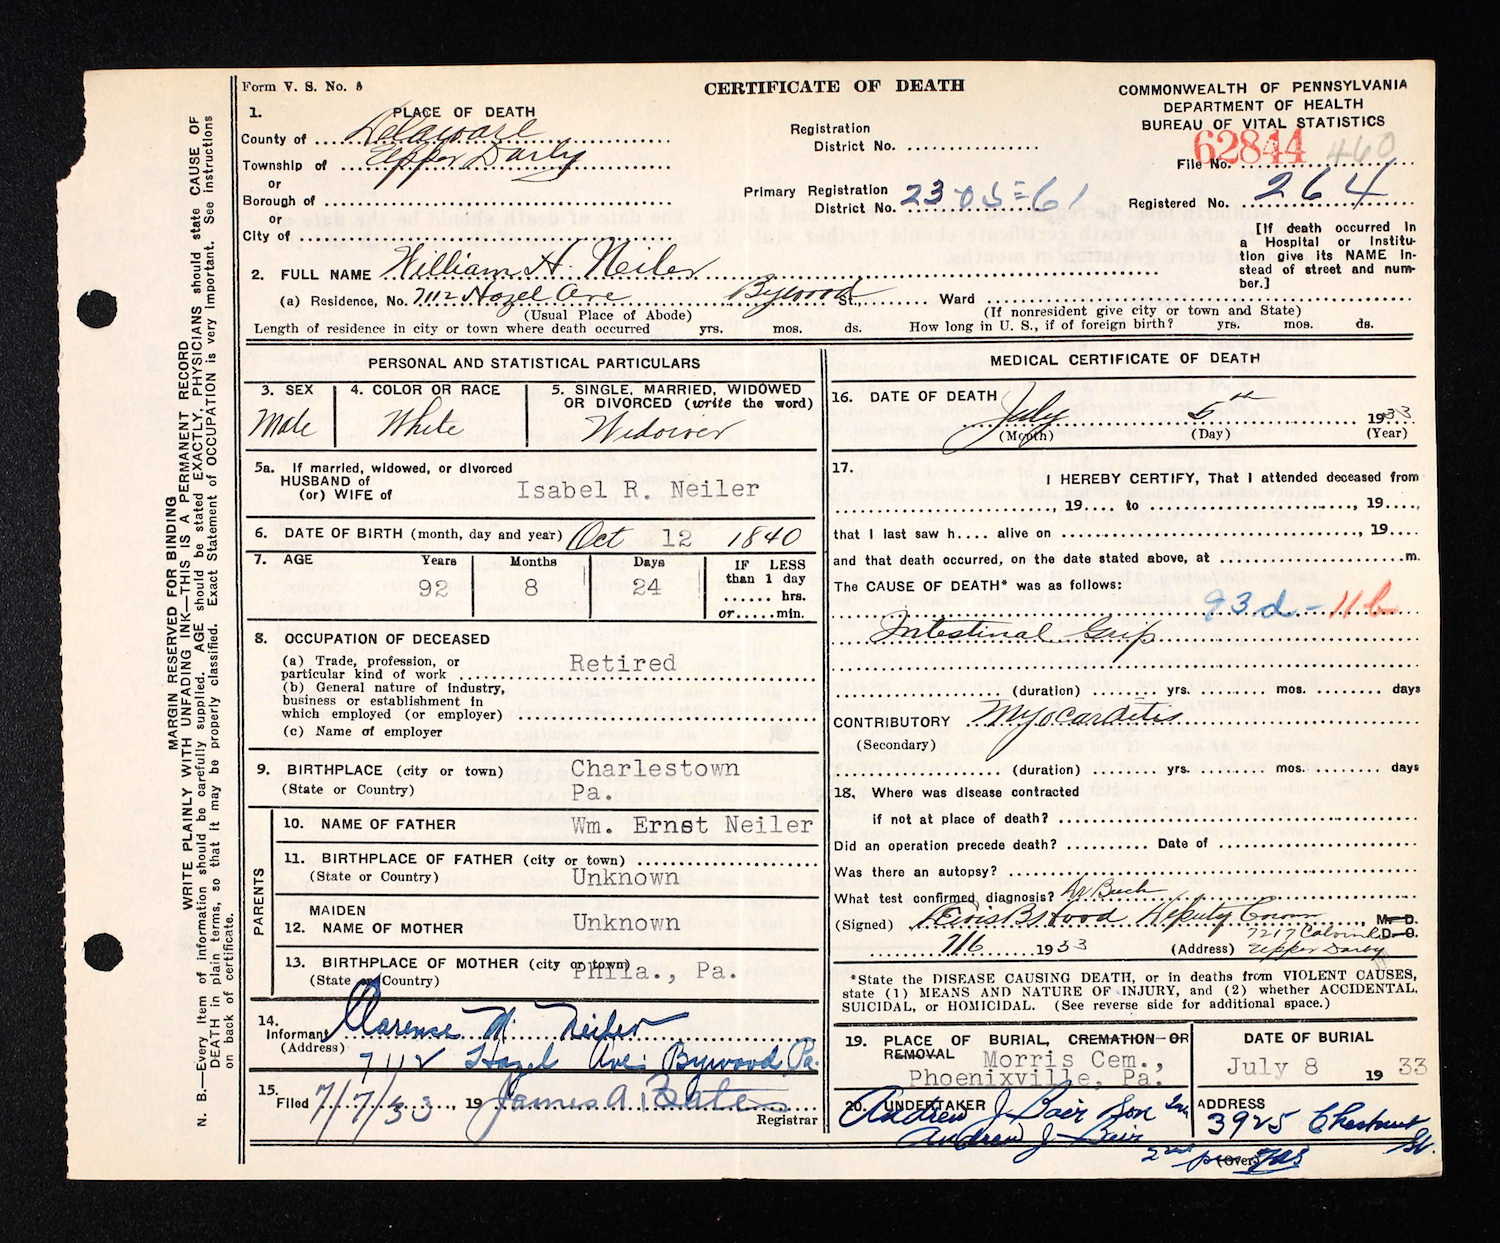 Form V. S. No. 5
CERTIFICATE OF DEATH
COMMONWEALTH OF PENNSYLVANIA
DEPARTMENT OF HEALTH
BUREAU OF VITAL STATISTICS
1. PLACE OF DEATH
County of Delaware
Township of Upper Darby
or
Borough of
or
City of
Registration
District No.
Primary Registration
District No. 23-05-61
62844 460
File No.
Registered No. 264
[If death occurred in
a Hospital or Institu-
tion give its NAME in-
stead of street and num-
ber.]
2. FULL NAME William H. Neiler
(a) Residence, No. 7112 Hazel Ave Bywood St., Ward
(Usual Place of Abode) (If nonresident give city or town and State)
Length of residence in city or town where death occurred yrs. mos. ds. How long in U. S., if of foreign birth? yrs. mos. ds.
PERSONAL AND STATISTICAL PARTICULARS
3. SEX
Male
4. COLOR OR RACE
White
5. SINGLE, MARRIED, WIDOWED
OR DIVORCED (write the word)
Widower
5a. If married, widowed, or divorced
HUSBAND of
(or) WIFE of
Isabel R. Neiler
6. DATE OF BIRTH (month, day and year) Oct 12 1840
7. AGE
Years
92
Months
8
Days
24
IF LESS
than 1 day
...... hrs.
or.....min.
8. OCCUPATION OF DECEASED
(a) Trade, profession, or
particular kind of work
Retired
(b) General nature of industry,
business or establishment in
which employed (or employer)
(c) Name of employer
9. BIRTHPLACE (city or town) Charlestown
(State or Country) Pa.
PARENTS
10. NAME OF FATHER Wm. Ernst Neiler
11. BIRTHPLACE OF FATHER (city or town)
(State or Country) Unknown
MAIDEN
12. NAME OF MOTHER Unknown
13. BIRTHPLACE OF MOTHER (city or town)
(State or Country) Phila., Pa.
14.
Informant Clarence N. Neiler
(Address) 7112 Hazel Ave. Bywood Pa.
15.
Filed 7/7/33, 19 James A. Bates
Registrar
MEDICAL CERTIFICATE OF DEATH
16. DATE OF DEATH
July 5th 1933
(Month) (Day) (Year)
17.
I HEREBY CERTIFY, That I attended deceased from
, 19.... to , 19....,
that I last saw h.... alive on , 19....
and that death occurred, on the date stated above, at m.
The CAUSE OF DEATH* was as follows:
93d - 11b
Intestinal Grip
(duration) yrs. mos. days
CONTRIBUTORY Myocarditis
(Secondary)
(duration) yrs. mos. days
18. Where was disease contracted
if not at place of death?
Did an operation precede death? Date of
Was there an autopsy?
What test confirmed diagnosis?
(Signed) Deputy M. D.
7/6 1933 (Address) 7217 D. O.
Upper Darby
*State the DISEASE CAUSING DEATH, or in deaths from VIOLENT CAUSES,
state (1) MEANS AND NATURE OF INJURY, and (2) whether ACCIDENTAL,
SUICIDAL, or HOMICIDAL. (See reverse side for additional space.)
19. PLACE OF BURIAL, CREMATION OR
REMOVAL Morris Cem.,
Phoenixville, Pa.
DATE OF BURIAL
July 8 1933
20. UNDERTAKER
Andrew J. Bair Son
Andrew J. Bair
ADDRESS
3925 Chestnut
St.
(Over)
MARGIN RESERVED FOR BINDING
WRITE PLAINLY WITH UNFADING INK—THIS IS A PERMANENT RECORD
N. B.—Every item of information should be carefully supplied. AGE should be stated EXACTLY. PHYSICIANS should state CAUSE OF
DEATH in plain terms, so that it may be properly classified. Exact Statement of OCCUPATION is very important. See instructions
on back of certificate.